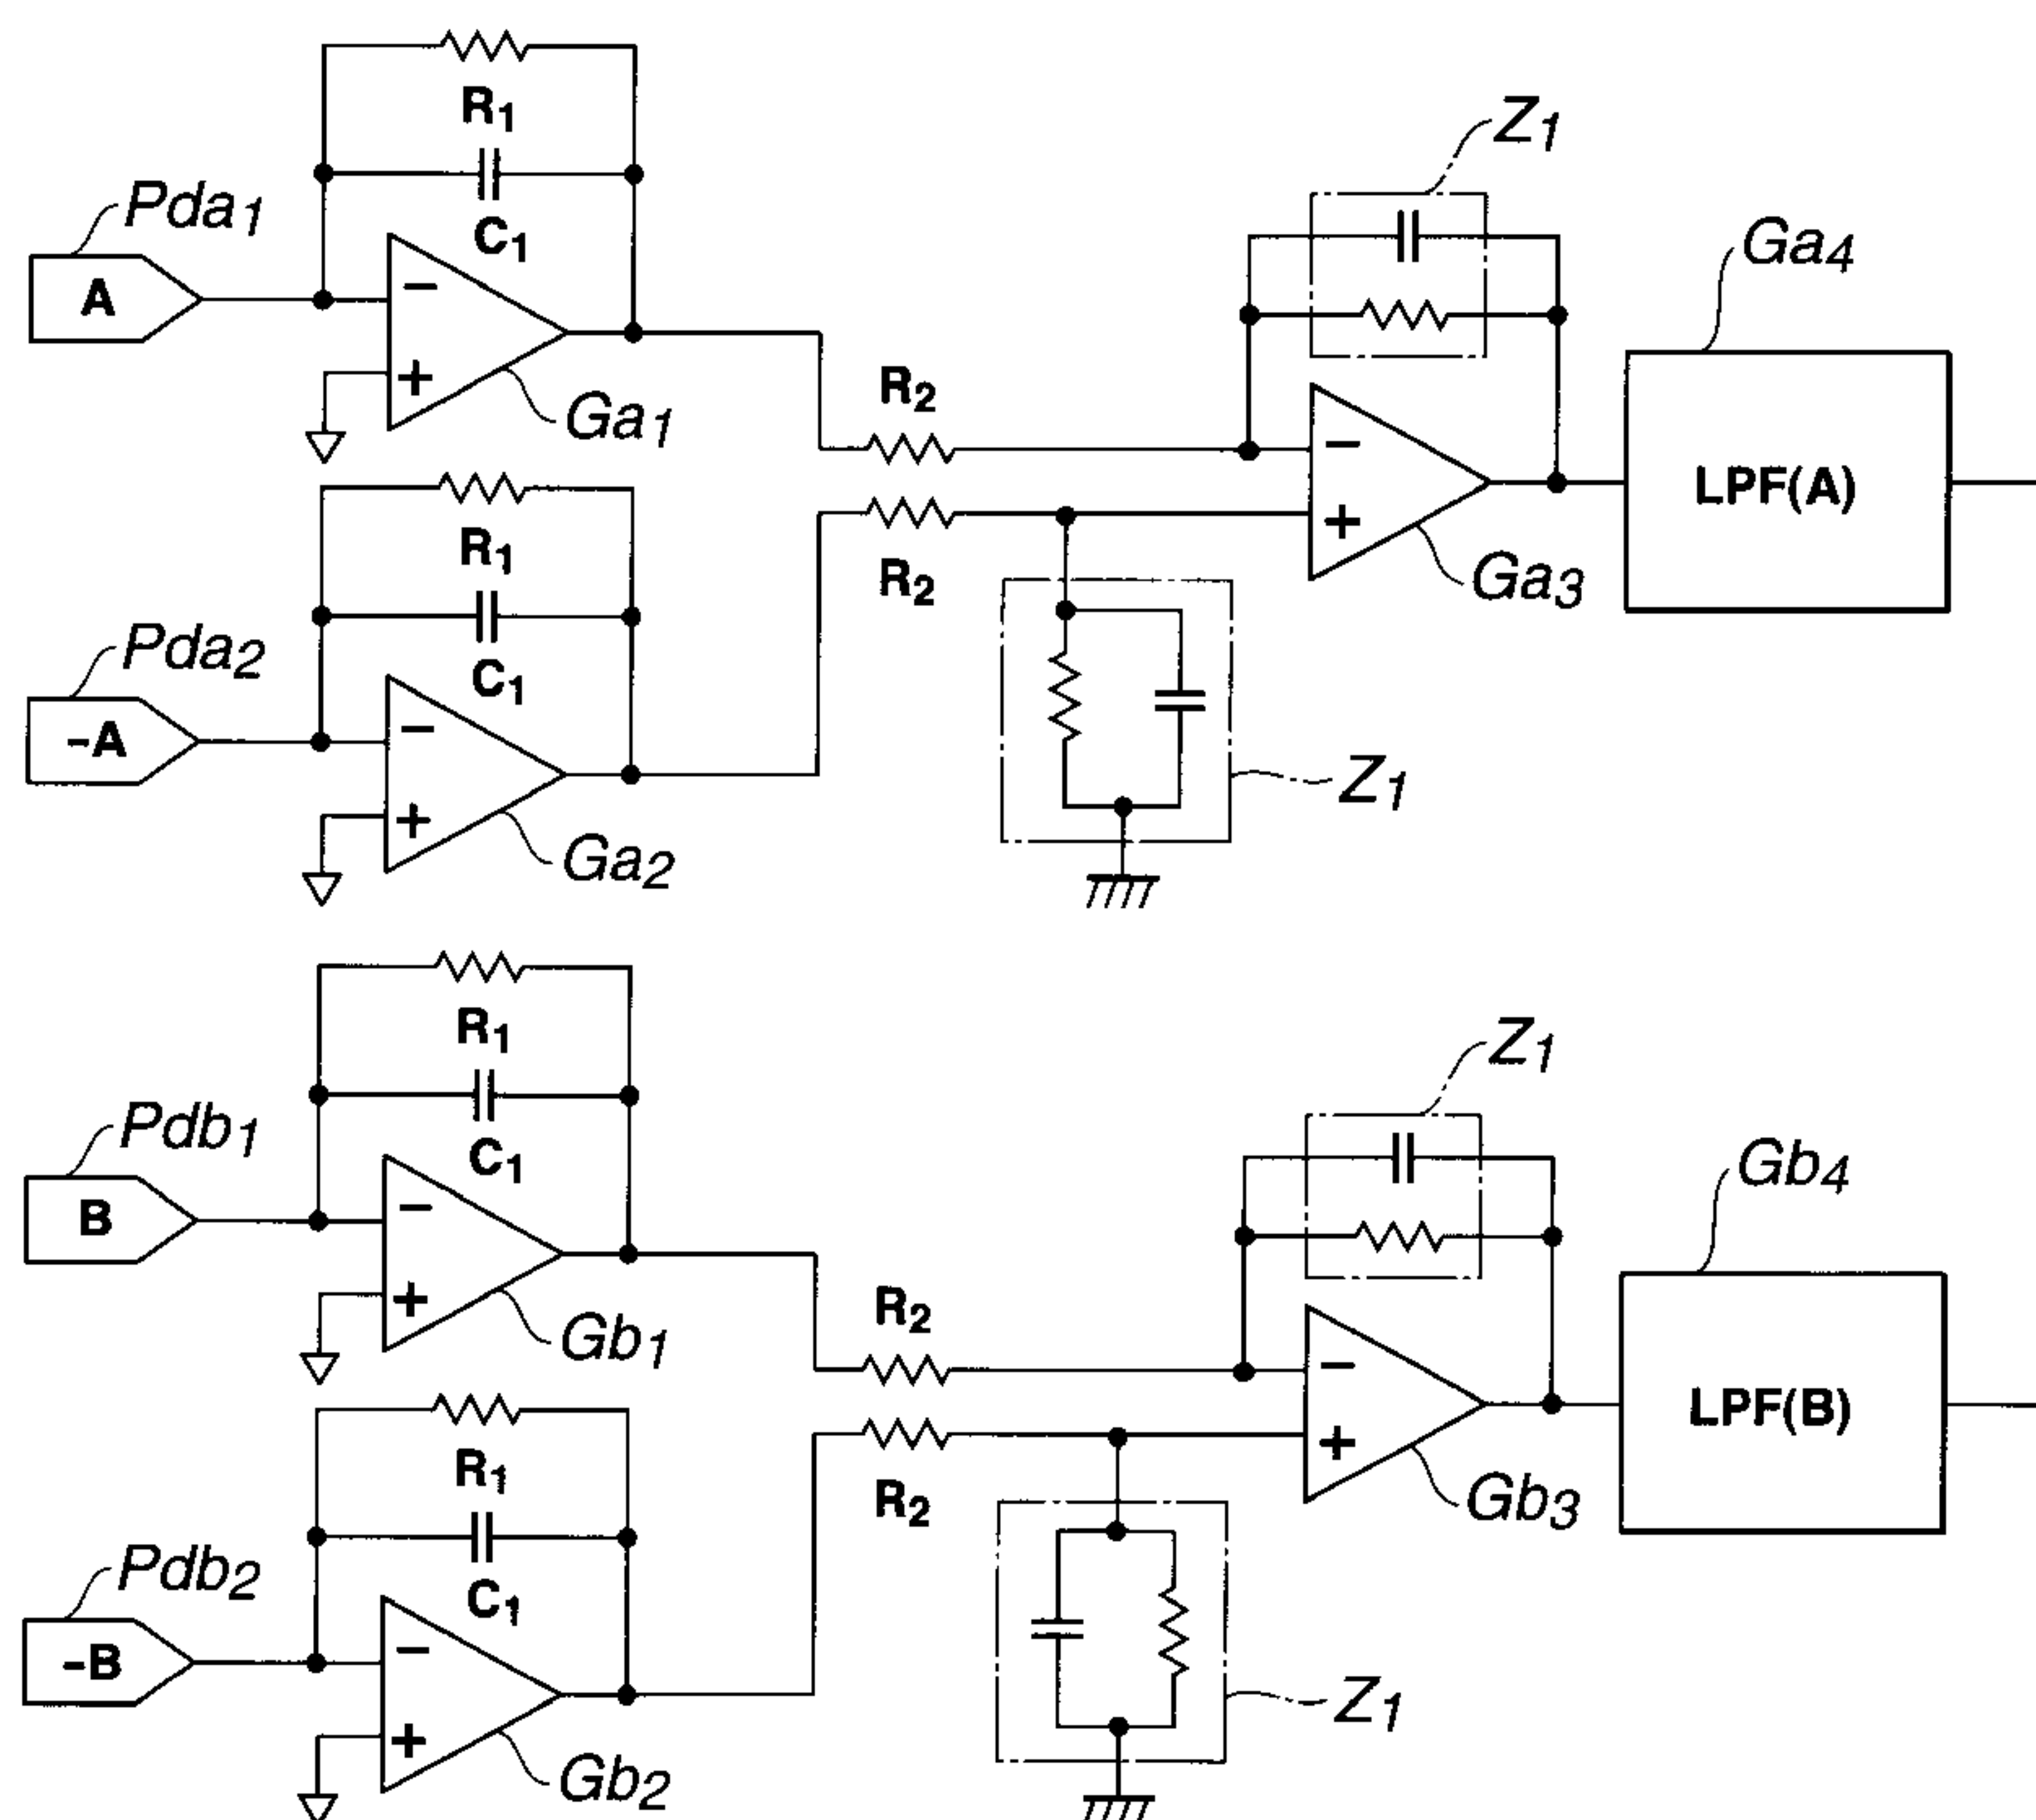 R1
Z1
Pda1
C1
Ga4
A
−
+
Ga1
R2
−
LPF(A)
+
R1
R2
Ga3
Pda2
C1
−A
−
Z1
+
Ga2
R1
Z1
Pdb1
C1
Gb4
B
−
+
Gb1
R2
−
LPF(B)
+
R1
R2
Gb3
Pdb2
C1
−B
−
Z1
+
Gb2